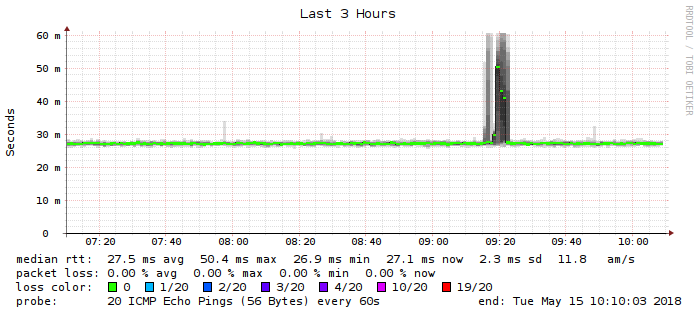 Last 3 Hours
RRDTOOL / TOBI OETIKER
Seconds
60 m
50 m
40 m
30 m
20 m
10 m
0
07:20 07:40 08:00 08:20 08:40 09:00 09:20 09:40 10:00
median rtt: 27.5 ms avg 50.4 ms max 26.9 ms min 27.1 ms now 2.3 ms sd 11.8 am/s
packet loss: 0.00 % avg 0.00 % max 0.00 % min 0.00 % now
loss color: 0 1/20 2/20 3/20 4/20 10/20 19/20
probe: 20 ICMP Echo Pings (56 Bytes) every 60s end: Tue May 15 10:10:03 2018